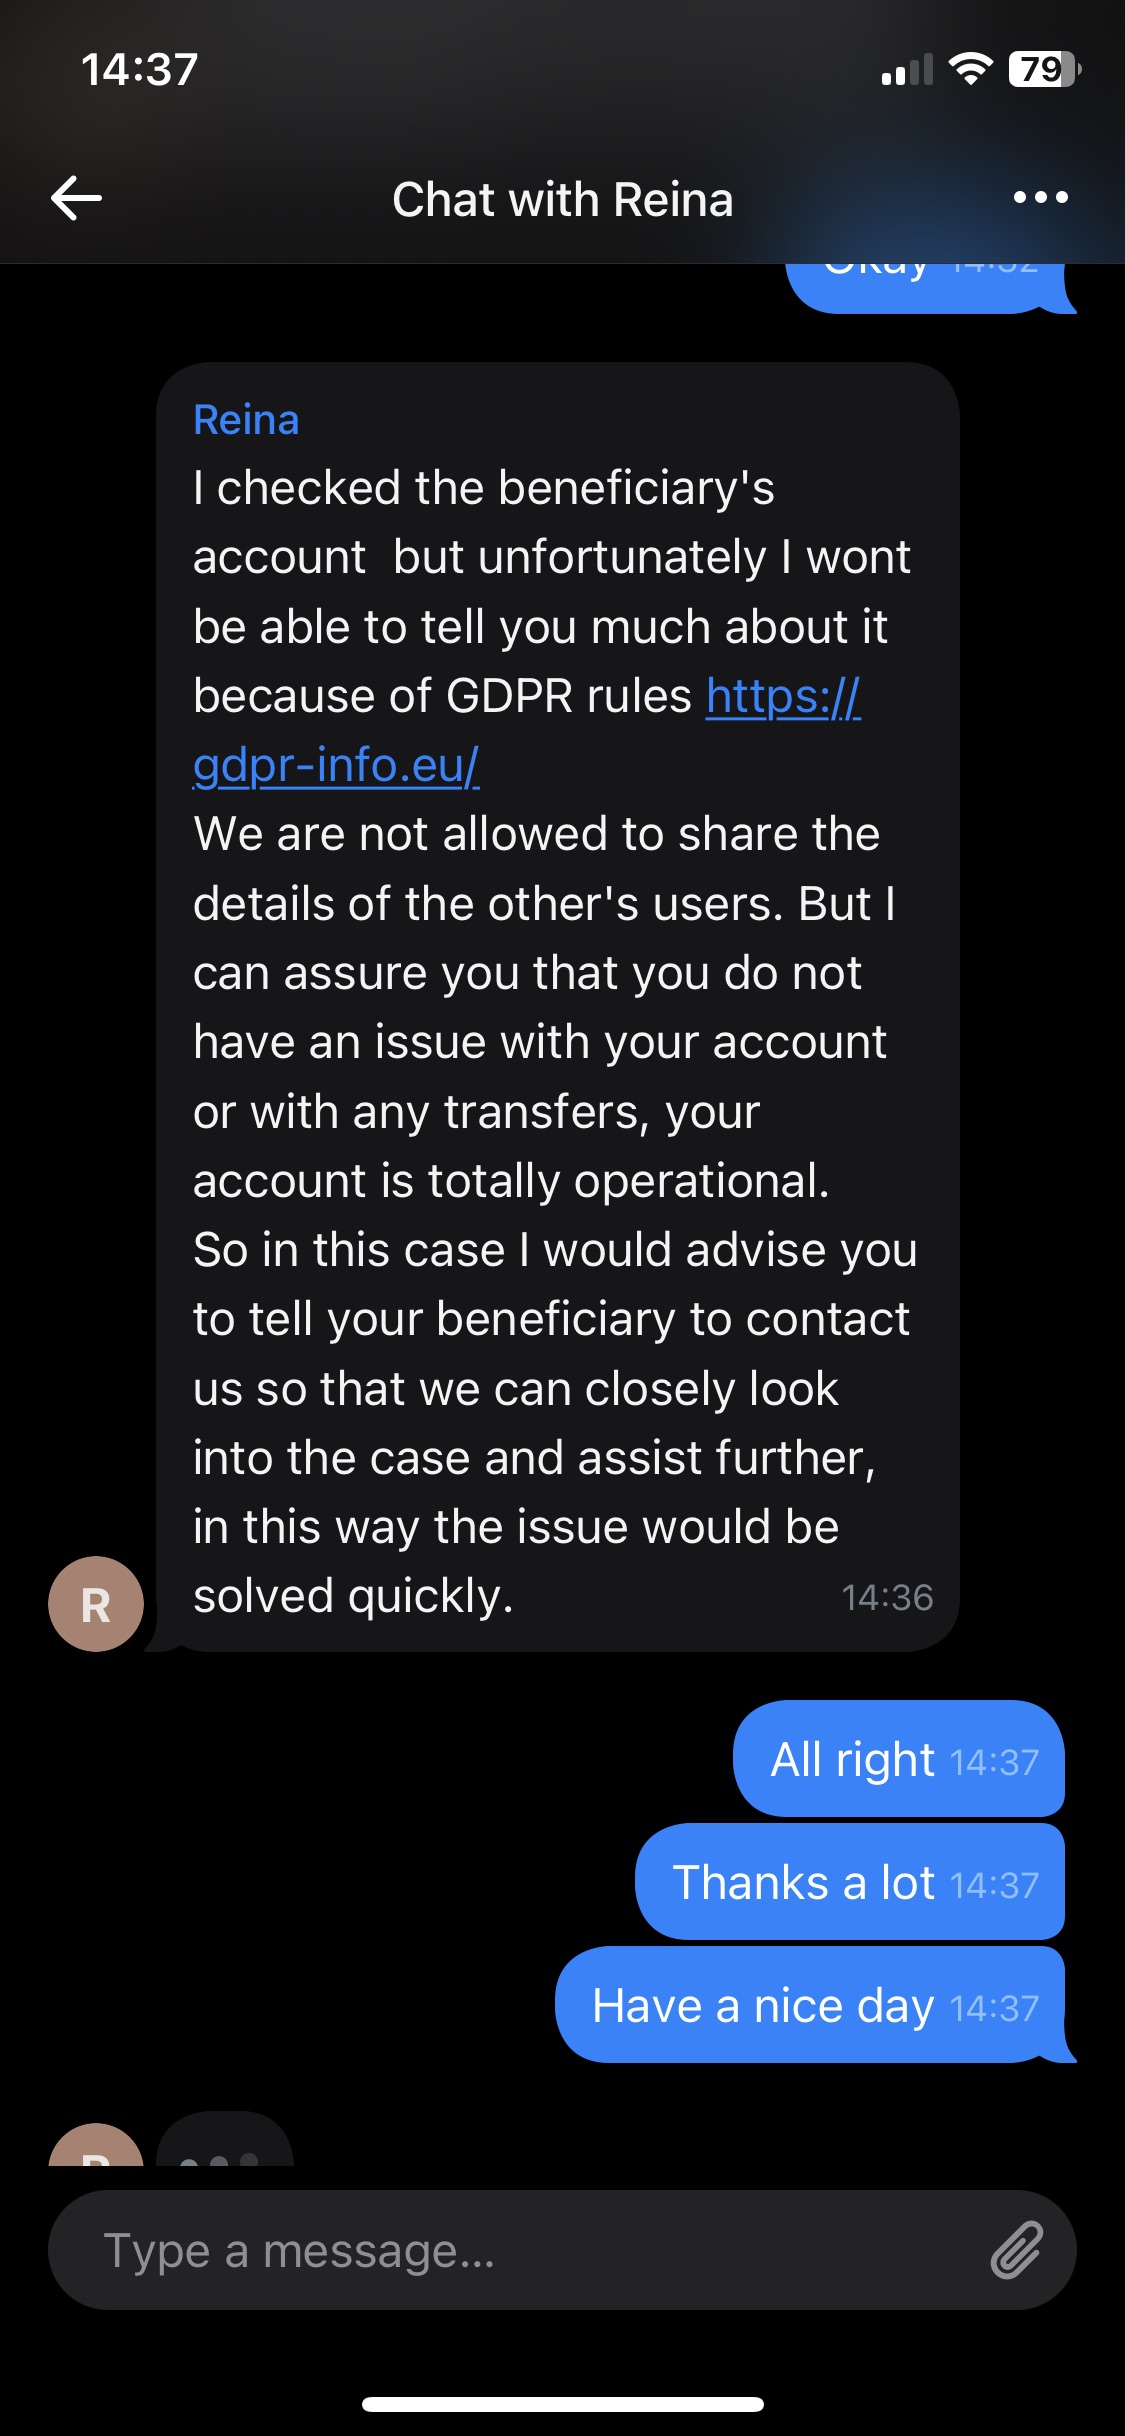 14:37
79
Chat with Reina
Okay 14:32
Reina
I checked the beneficiary's
account  but unfortunately I wont
be able to tell you much about it
because of GDPR rules https://
gdpr-info.eu/
We are not allowed to share the
details of the other's users. But I
can assure you that you do not
have an issue with your account
or with any transfers, your
account is totally operational.
So in this case I would advise you
to tell your beneficiary to contact
us so that we can closely look
into the case and assist further,
in this way the issue would be
solved quickly. 14:36
R
All right 14:37
Thanks a lot 14:37
Have a nice day 14:37
R
Type a message...